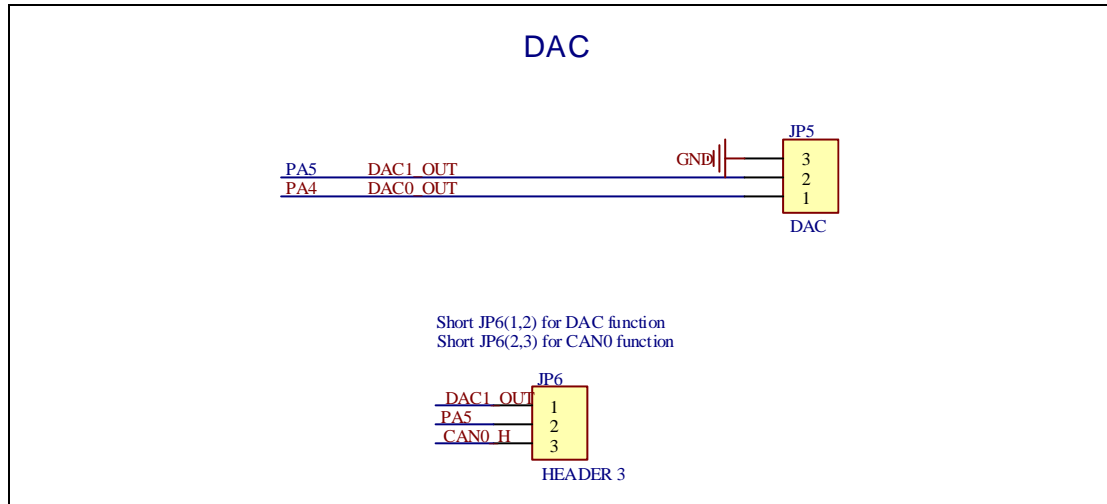 DAC
JP5
GND 3
PA5 DAC1_OUT 2
PA4 DAC0_OUT 1
DAC
Short JP6(1,2) for DAC function
Short JP6(2,3) for CAN0 function
JP6
DAC1_OUT 1
PA5 2
CAN0_H 3
HEADER 3